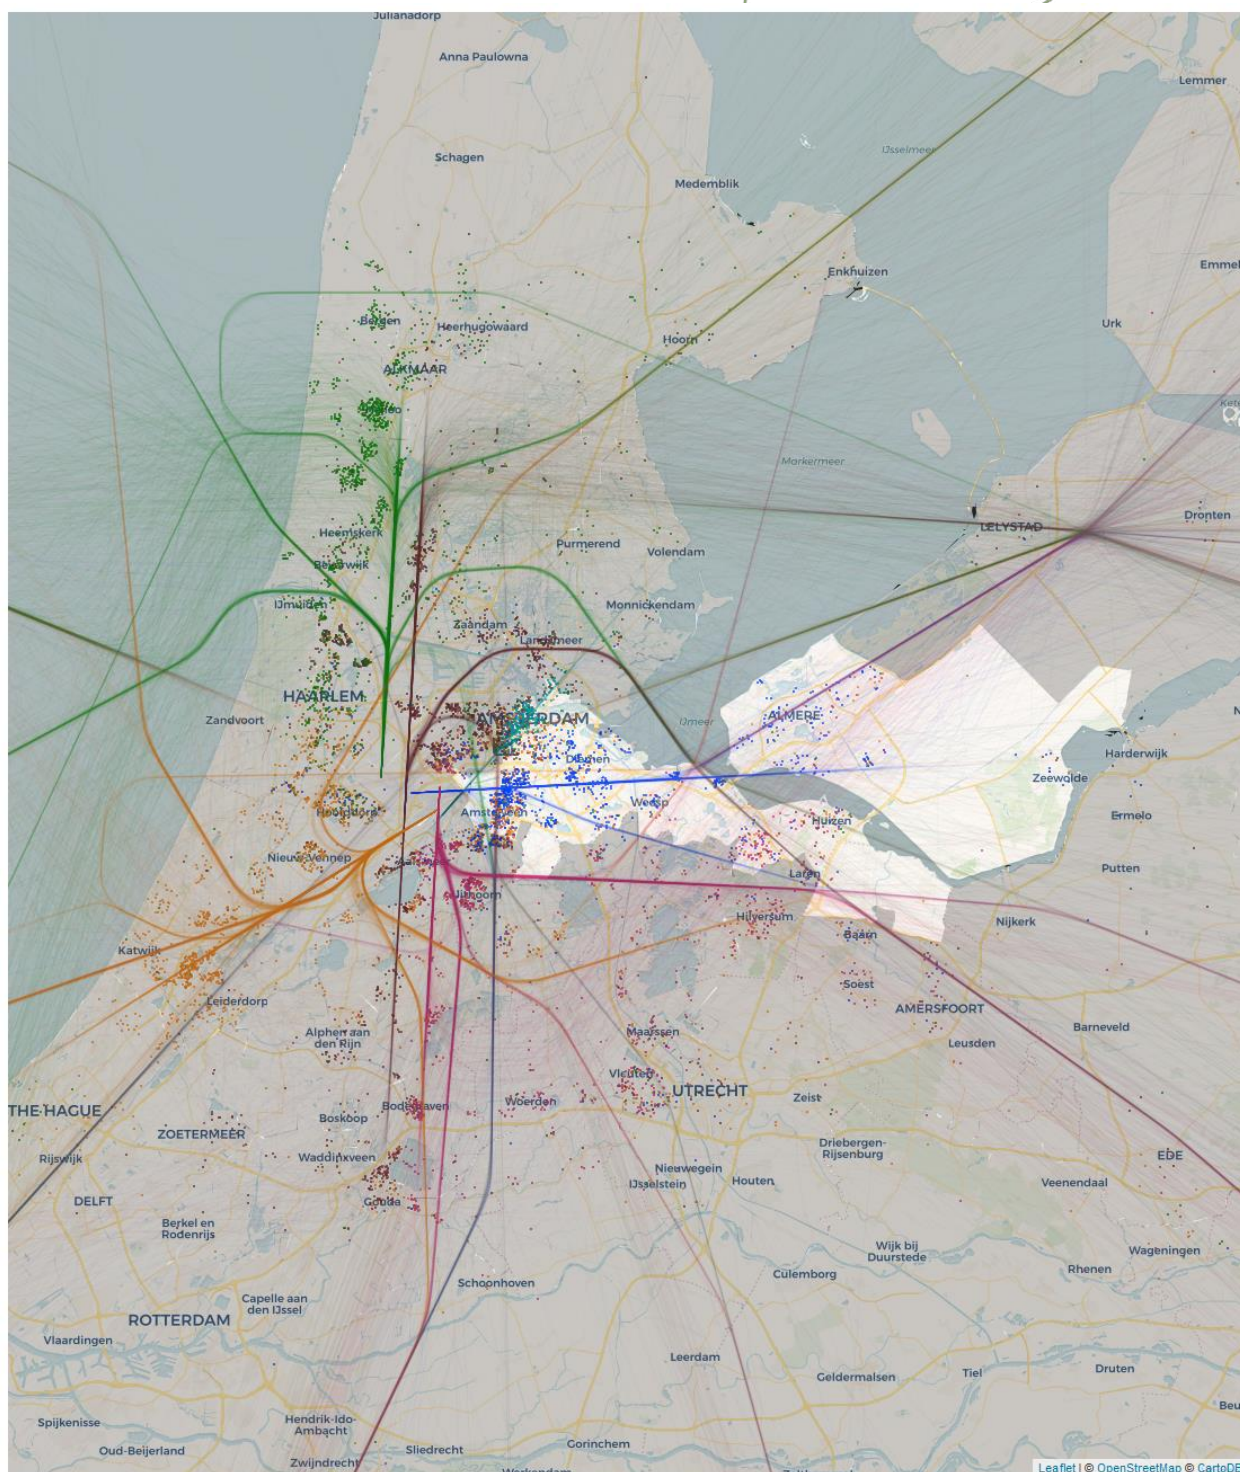 Julianadorp
Anna Paulowna
Lemmer
IJsselmeer
Schagen
Medemblik
Enkhuizen
Emmel
Urk
Bergen
Heerhugowaard
Hoorn
ALKMAAR
Kete
Markermeer
Heemskerk
LELYSTAD
Dronten
Purmerend
Volendam
Beverwijk
IJmuiden
Monnickendam
Zaandam
Landsmeer
HAARLEM
Zandvoort
AMSTERDAM
IJmeer
ALMERE
Diemen
Harderwijk
Zeewolde
Hoofddorp
Amstelveen
Weesp
Huizen
Ermelo
Nieuw-Vennep
Aalsmeer
Laren
Putten
Uithoorn
Hilversum
Nijkerk
Katwijk
Baarn
Leiderdorp
Soest
AMERSFOORT
Alphen aan
den Rijn
Maarssen
Barneveld
Leusden
Vleuten
UTRECHT
THE HAGUE
Boskoop
Bodegraven
Woerden
Zeist
ZOETERMEER
Driebergen-
Rijsenburg
Rijswijk
Waddinxveen
Nieuwegein
EDE
DELFT
Gouda
IJsselstein
Houten
Veenendaal
Berkel en
Rodenrijs
Wijk bij
Duurstede
Wageningen
Schoonhoven
Culemborg
Rhenen
Capelle aan
den IJssel
ROTTERDAM
Vlaardingen
Leerdam
Geldermalsen
Tiel
Druten
Beu
Spijkenisse
Hendrik-Ido-
Ambacht
Oud-Beijerland
Sliedrecht
Gorinchem
Zwijndrecht
Leaflet | © OpenStreetMap © CartoDB